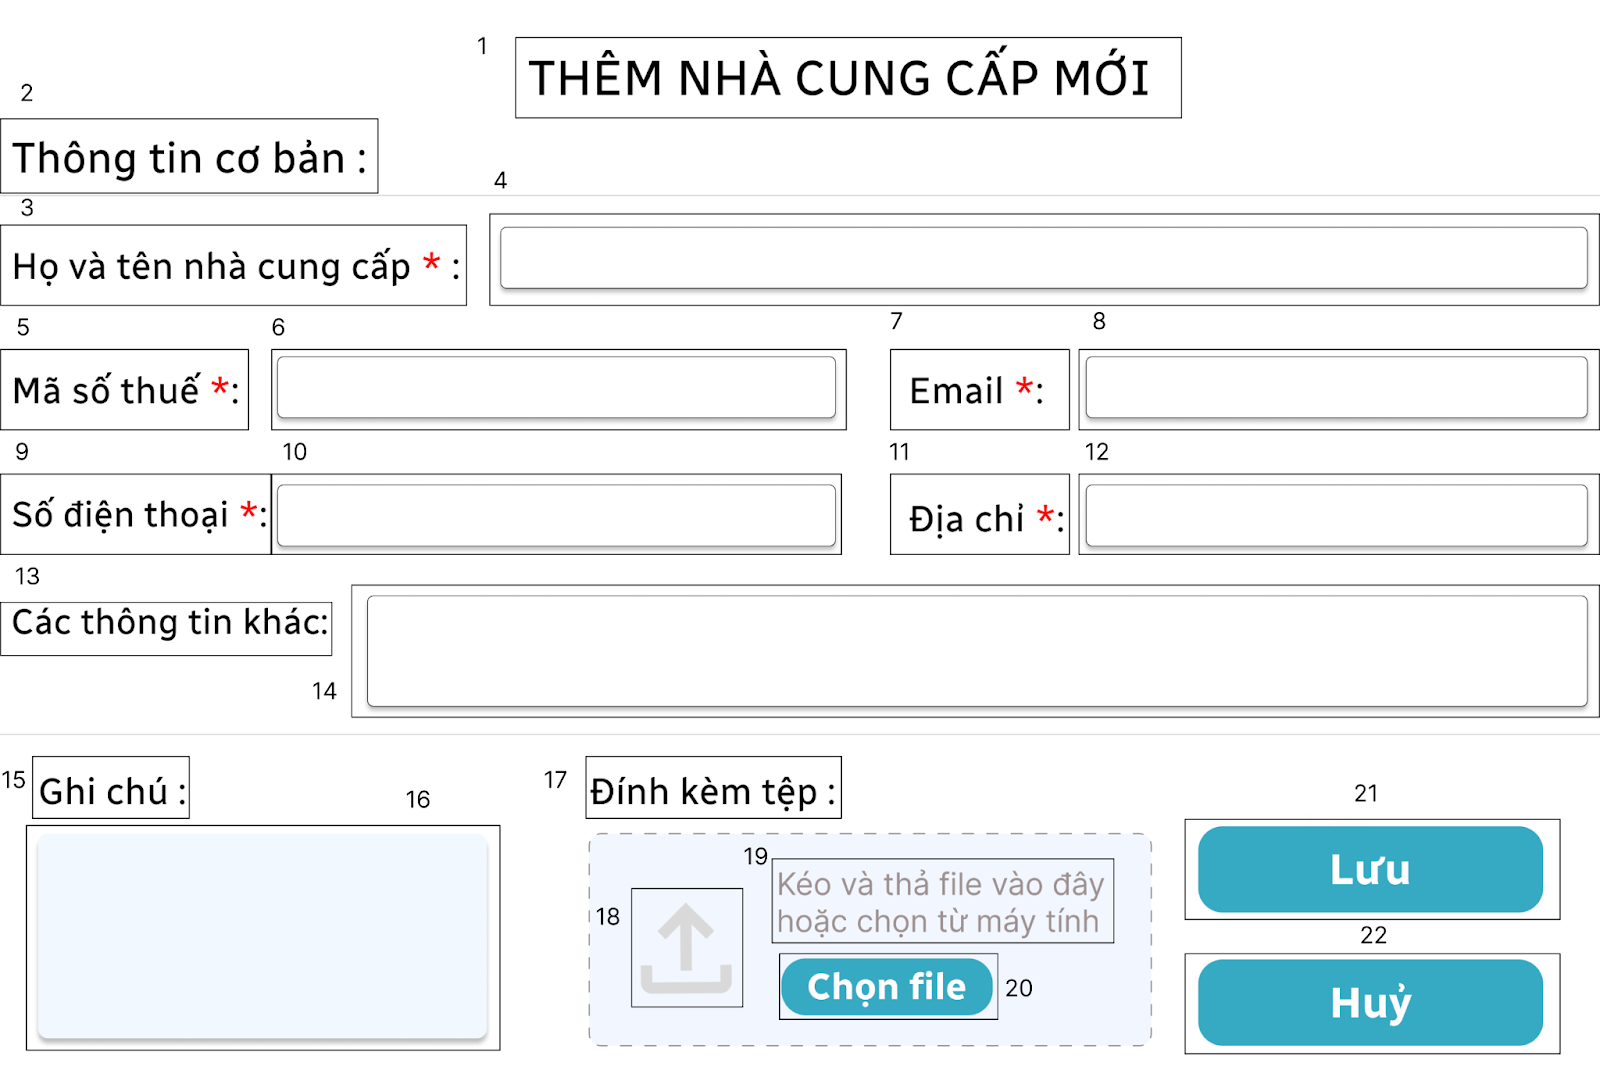 1
THÊM NHÀ CUNG CẤP MỚI
2
Thông tin cơ bản :
3
4
Họ và tên nhà cung cấp * :
5
6
7
8
Mã số thuế *:
Email *:
9
10
11
12
Số điện thoại *:
Địa chỉ *:
13
Các thông tin khác:
14
15
Ghi chú :
16
17
Đính kèm tệp :
18
19
Kéo và thả file vào đây
hoặc chọn từ máy tính
Chọn file
20
21
Lưu
22
Huỷ